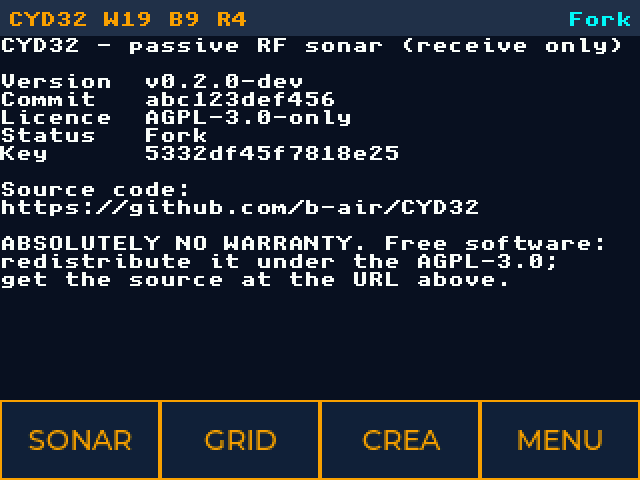 CYD32 W19 B9 R4 Fork
CYD32 - passive RF sonar (receive only)
Version v0.2.0-dev
Commit abc123def456
Licence AGPL-3.0-only
Status Fork
Key 5332df45f7818e25
Source code:
https://github.com/b-air/CYD32
ABSOLUTELY NO WARRANTY. Free software:
redistribute it under the AGPL-3.0;
get the source at the URL above.
SONAR GRID CREA MENU